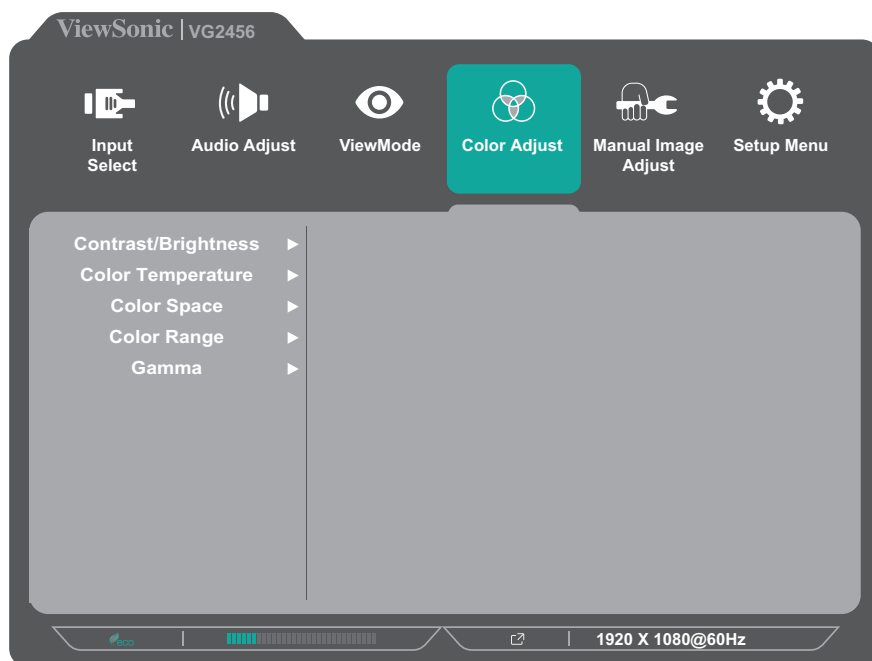 ViewSonic | VG2456
Input
Select
Audio Adjust
ViewMode
Color Adjust
Manual Image
Adjust
Setup Menu
Contrast/Brightness ▶
Color Temperature ▶
Color Space ▶
Color Range ▶
Gamma ▶
eco
1920 X 1080@60Hz